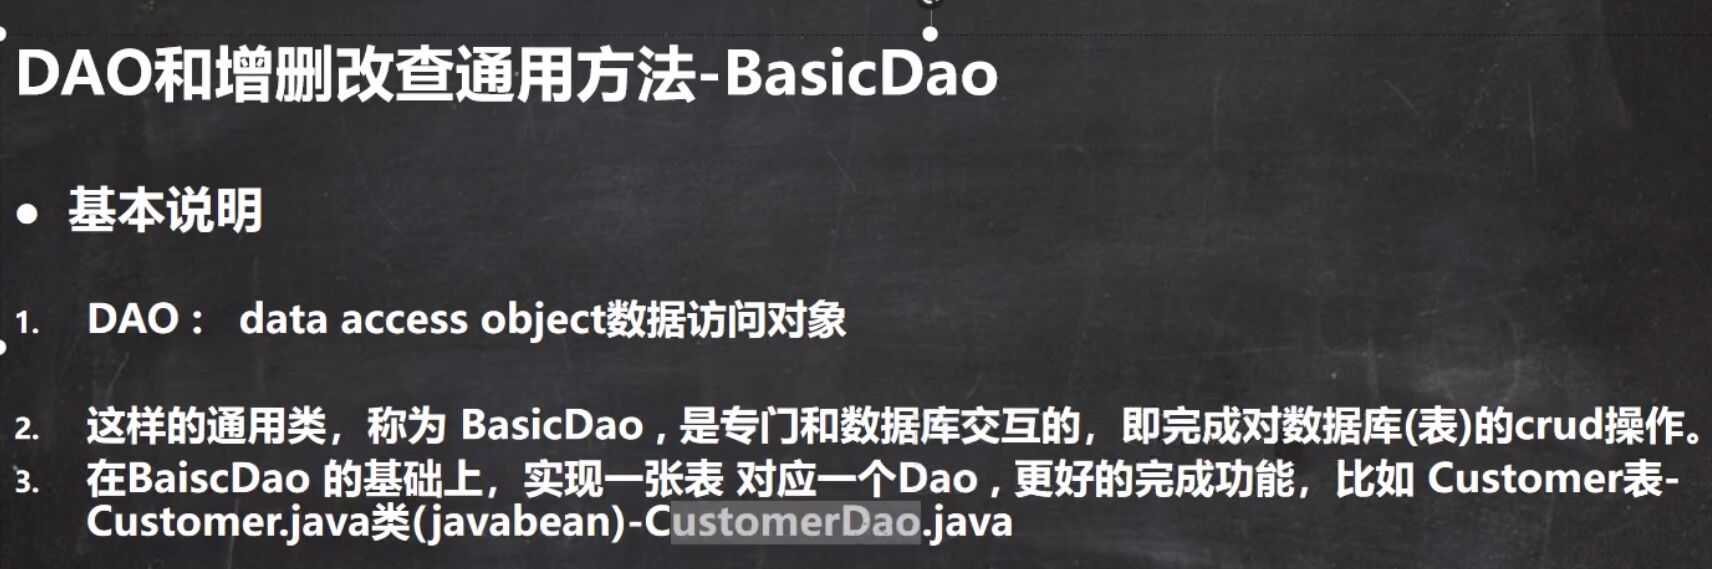 DAO和增删改查通用方法-BasicDao
● 基本说明
1. DAO： data access object数据访问对象
2. 这样的通用类，称为 BasicDao , 是专门和数据库交互的，即完成对数据库(表)的crud操作。
3. 在BaiscDao 的基础上，实现一张表 对应一个Dao , 更好的完成功能，比如 Customer表-
Customer.java类(javabean)-CustomerDao.java